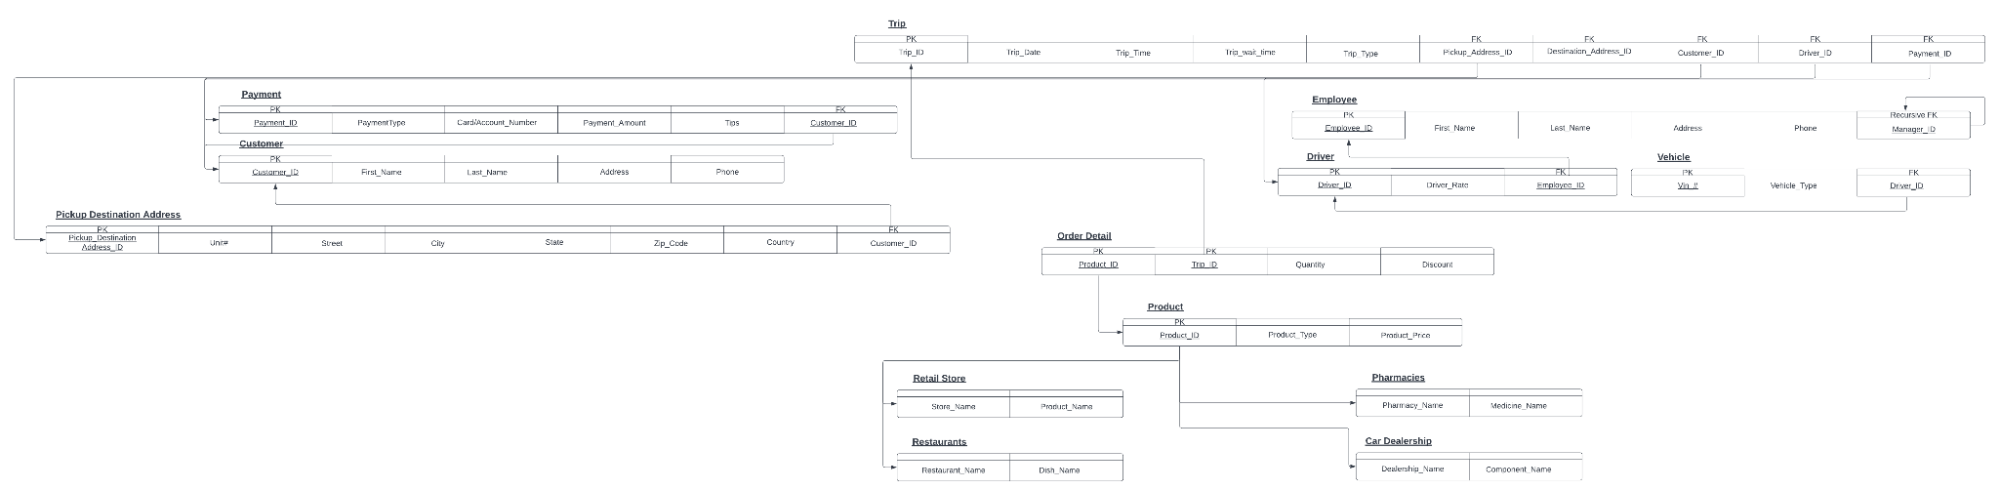 Trip
PK FK FK FK FK FK
Trip_ID Trip_Date Trip_Time Trip_wait_time Trip_Type Pickup_Address_ID Destination_Address_ID Customer_ID Driver_ID Payment_ID
Payment
PK FK
Payment_ID PaymentType Card/Account_Number Payment_Amount Tips Customer_ID
Employee
PK Recursive FK
Employee_ID First_Name Last_Name Address Phone Manager_ID
Customer
PK
Customer_ID First_Name Last_Name Address Phone
Driver
PK FK
Driver_ID Driver_Rate Employee_ID
Vehicle
PK FK
Vin_# Vehicle_Type Driver_ID
Pickup Destination Address
PK FK
Pickup_Destination
Address_ID Unit# Street City State Zip_Code Country Customer_ID
Order Detail
PK PK
Product_ID Trip_ID Quantity Discount
Product
PK
Product_ID Product_Type Product_Price
Retail Store
Store_Name Product_Name
Pharmacies
Pharmacy_Name Medicine_Name
Restaurants
Restaurant_Name Dish_Name
Car Dealership
Dealership_Name Component_Name